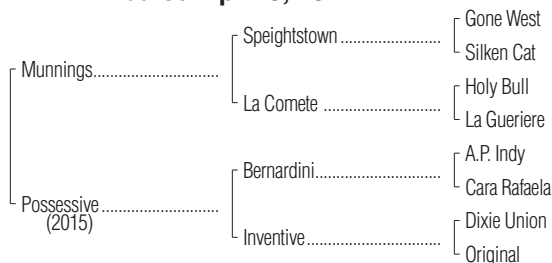 Gone West
Speightstown
Silken Cat
Munnings
Holy Bull
La Comete
La Gueriere
A.P. Indy
Bernardini
Cara Rafaela
Possessive
(2015)
Dixie Union
Inventive
Original